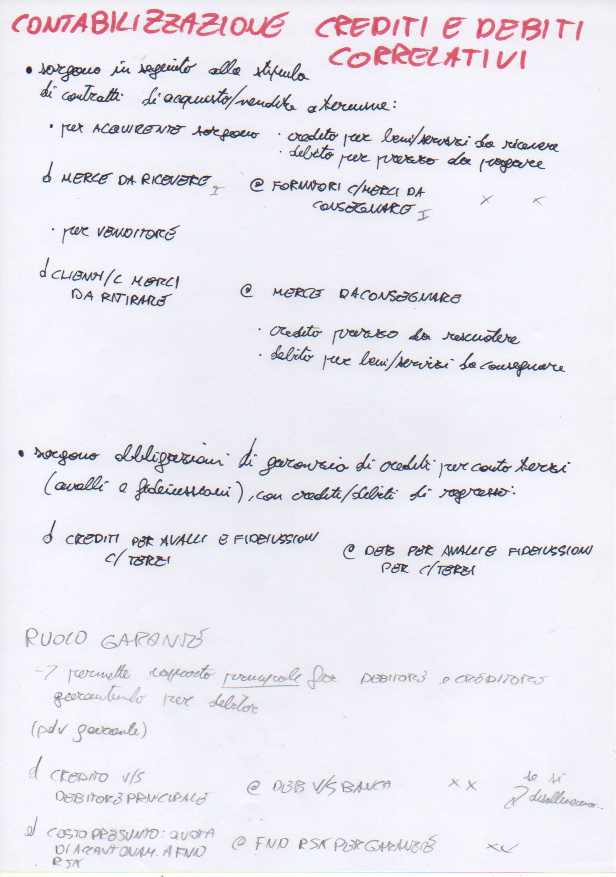 CONTABILIZZAZIONE CREDITI E DEBITI
CORRELATIVI
• sorgono in seguito alla stipula
di contratti di acquisto/vendita a termine:
· per ACQUIRENTE sorgono · credito per beni/servizi da ricevere
· debito per prezzo da pagare
d MERCE DA RICEVERE I @ FORNITORI C/MERCI DA
CONSEGNARE I x x
· per VENDITORE
d CLIENTI/C MERCI
DA RITIRARE @ MERCE DA CONSEGNARE
· credito prezzo da riscuotere
· debito per beni/servizi da consegnare
• sorgono obbligazioni di garanzia di crediti per conto terzi
(avalli e fideiussioni), con crediti/debiti di regresso:
d CREDITI PER AVALLI E FIDEIUSSIONI
C/TERZI
@ DEB PER AVALLI E FIDEIUSSIONI
PER C/TERZI
RUOLO GARANTE
-> permette rapporto principale fra DEBITORE e CREDITORE
garantendo per debitor
(pdv garante)
d CREDITO V/S
DEBITORE PRINCIPALE @ DEB V/S BANCA x x se si
d COSTO PRESUNTO: QUOTA
DI ACCANTONAM. A FND
RSK @ FND RSK PER GARANZIE xx